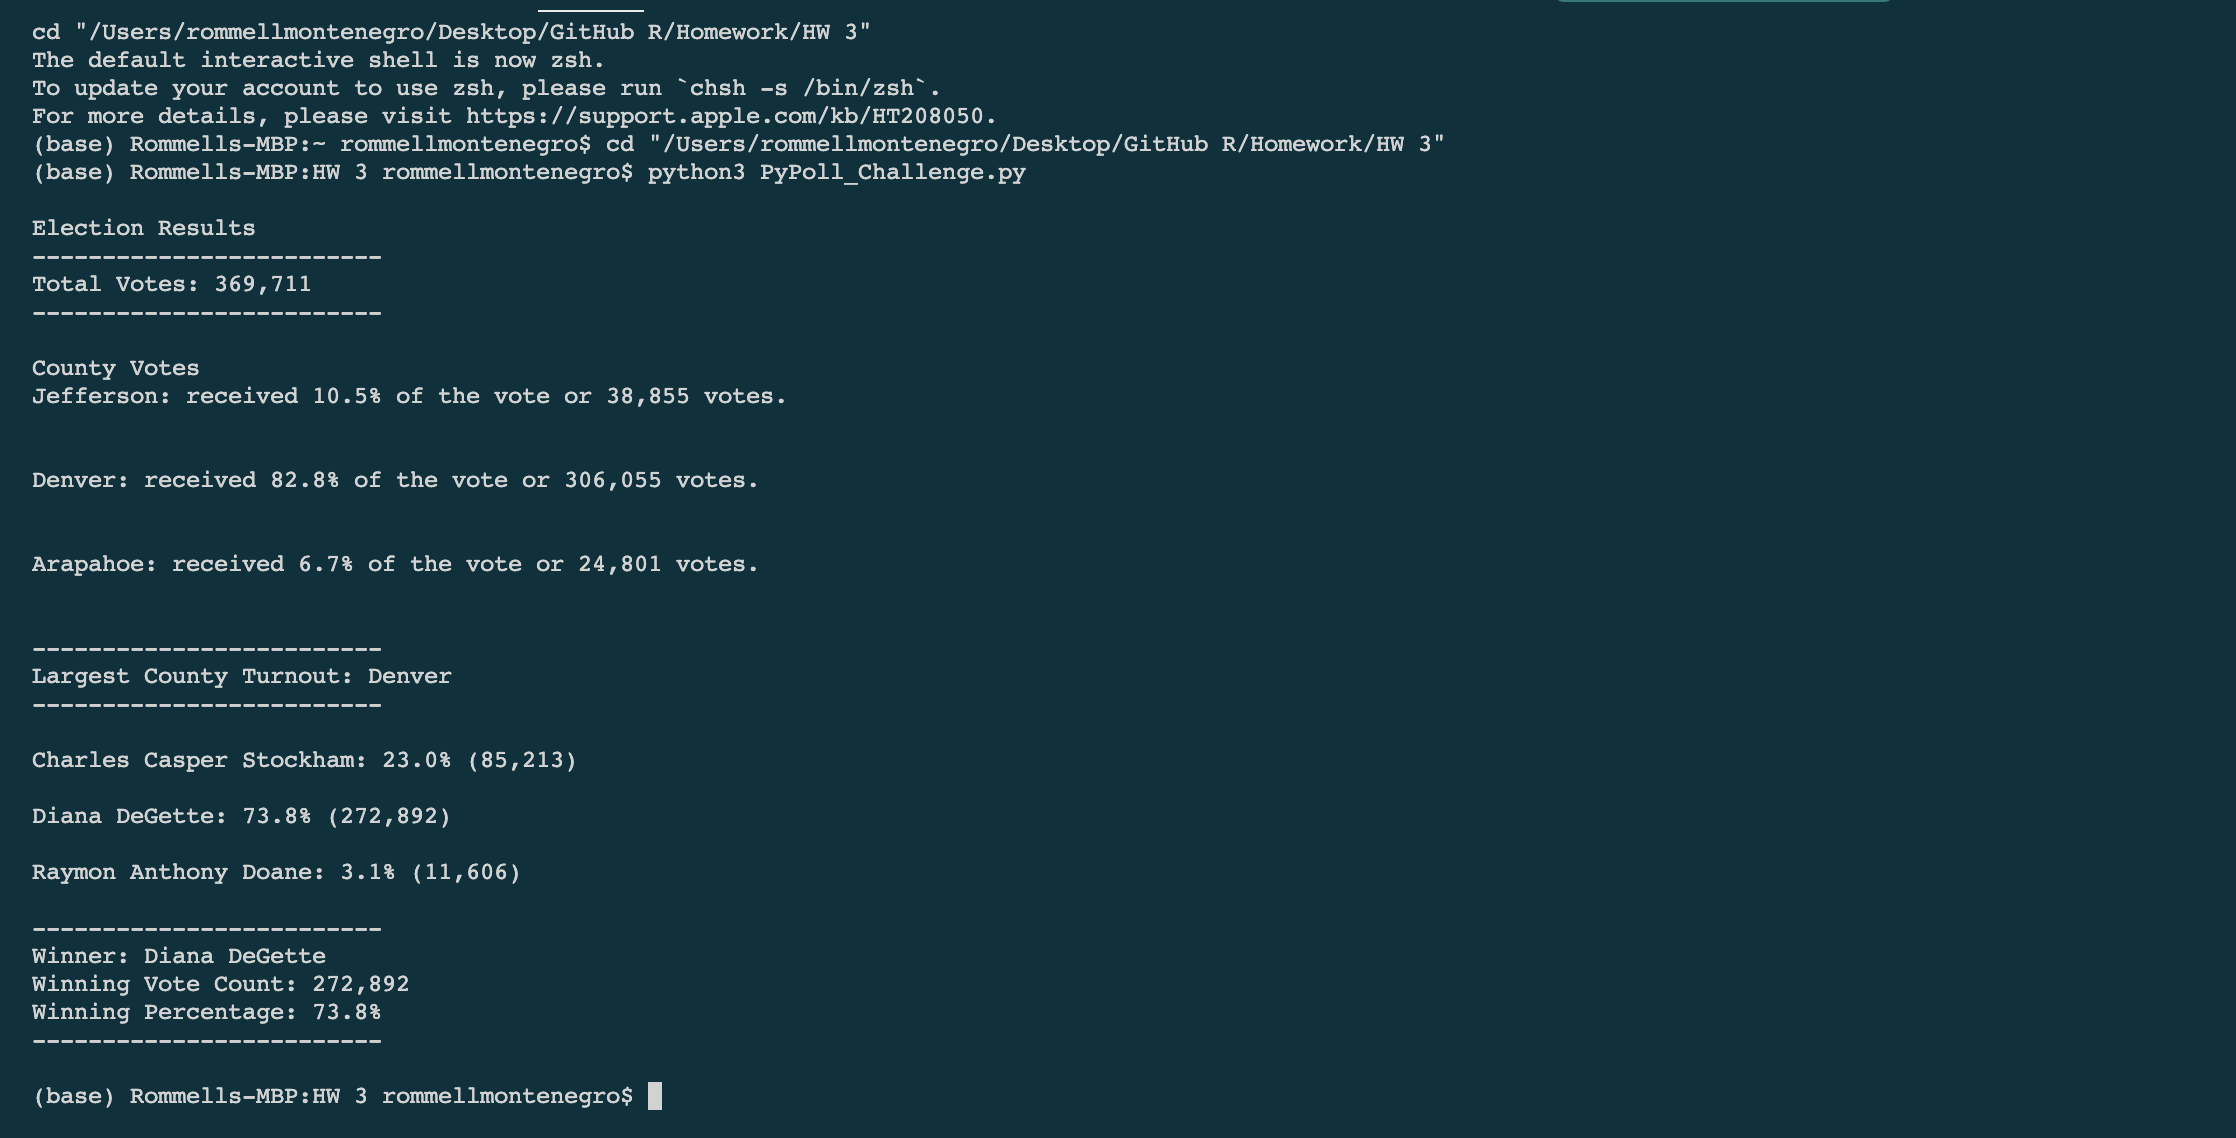 cd "/Users/rommellmontenegro/Desktop/GitHub R/Homework/HW 3"
The default interactive shell is now zsh.
To update your account to use zsh, please run `chsh -s /bin/zsh`.
For more details, please visit https://support.apple.com/kb/HT208050.
(base) Rommells-MBP:~ rommellmontenegro$ cd "/Users/rommellmontenegro/Desktop/GitHub R/Homework/HW 3"
(base) Rommells-MBP:HW 3 rommellmontenegro$ python3 PyPoll_Challenge.py
Election Results
-------------------------
Total Votes: 369,711
-------------------------
County Votes
Jefferson: received 10.5% of the vote or 38,855 votes.
Denver: received 82.8% of the vote or 306,055 votes.
Arapahoe: received 6.7% of the vote or 24,801 votes.
-------------------------
Largest County Turnout: Denver
-------------------------
Charles Casper Stockham: 23.0% (85,213)
Diana DeGette: 73.8% (272,892)
Raymon Anthony Doane: 3.1% (11,606)
-------------------------
Winner: Diana DeGette
Winning Vote Count: 272,892
Winning Percentage: 73.8%
-------------------------
(base) Rommells-MBP:HW 3 rommellmontenegro$